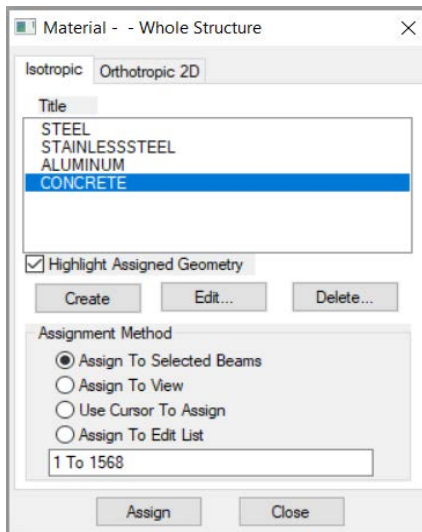 Material - - Whole Structure
Isotropic Orthotropic 2D
Title
STEEL
STAINLESSSTEEL
ALUMINUM
CONCRETE
Highlight Assigned Geometry
Create Edit... Delete...
Assignment Method
Assign To Selected Beams
Assign To View
Use Cursor To Assign
Assign To Edit List
1 To 1568
Assign Close